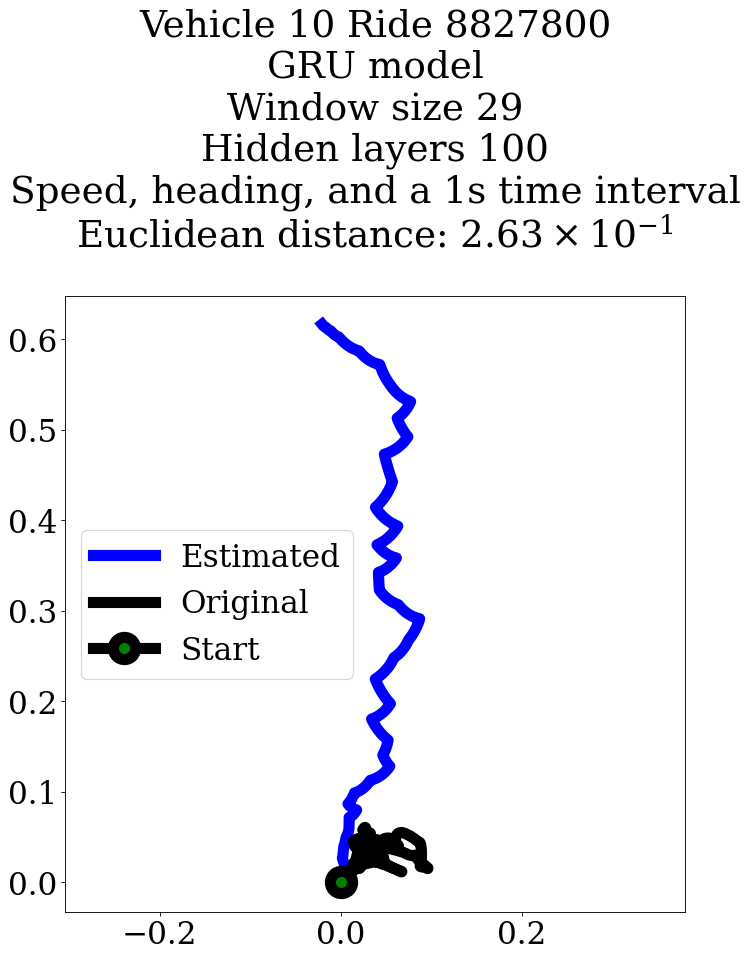 Vehicle 10 Ride 8827800
GRU model
Window size 29
Hidden layers 100
Speed, heading, and a 1s time interval
Euclidean distance: 2.63 × 10⁻¹
0.6
0.5
0.4
0.3
0.2
0.1
0.0
Estimated
Original
Start
−0.2
0.0
0.2